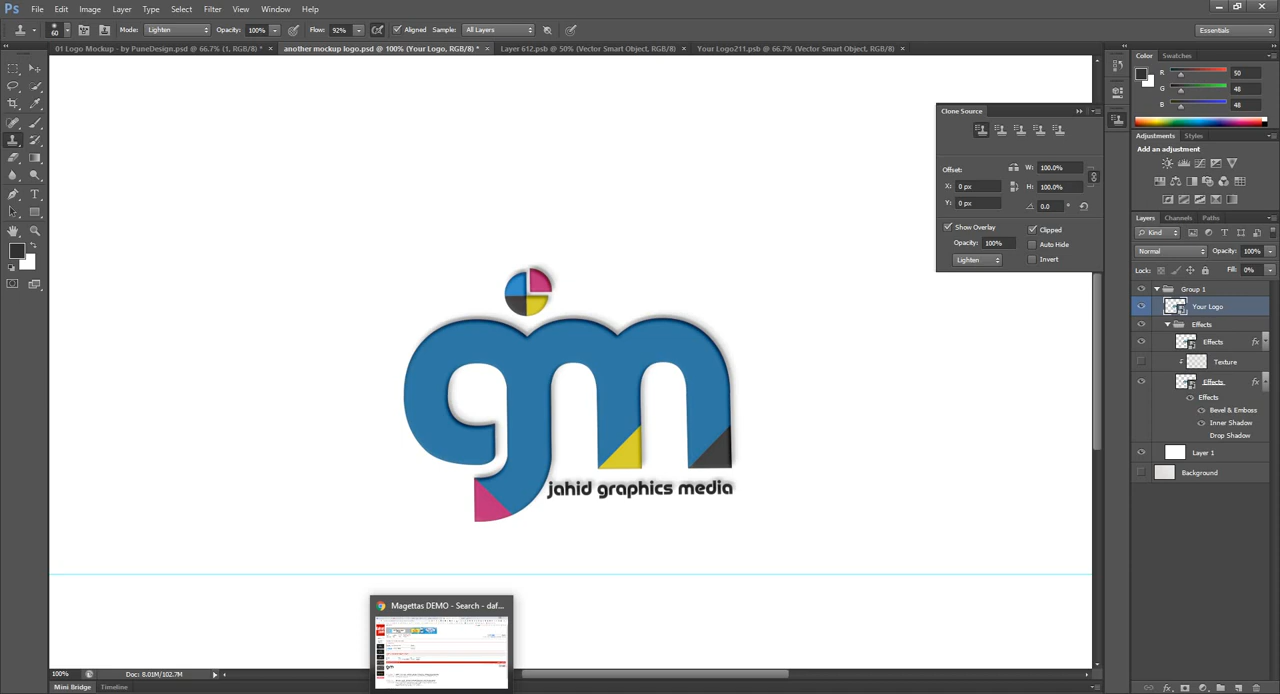 Ps File Edit Image Layer Type Select Filter View Window Help
60 Mode: Lighten Opacity: 100% Flow: 92% Aligned Sample: All Layers Essentials
01 Logo Mockup - by PuneDesign.psd @ 66.7% (1, RGB/8) * × another mockup logo.psd @ 100% (Your Logo, RGB/8) * × Layer 612.psb @ 50% (Vector Smart Object, RGB/8) × Your Logo211.psb @ 66.7% (Vector Smart Object, RGB/8) ×
Color Swatches
R 50
G 48
B 48
Clone Source
Offset: W: 100.0%
X: 0 px H: 100.0%
Y: 0 px 0.0 °
Show Overlay Clipped
Opacity: 100% Auto Hide
Lighten Invert
Adjustments Styles
Add an adjustment
Layers Channels Paths
Kind
Normal Opacity: 100%
Lock: Fill: 0%
Group 1
Your Logo
Effects
Effects fx
Texture
Effects fx
Effects
Bevel & Emboss
Inner Shadow
Drop Shadow
Layer 1
Background
gm
jahid graphics media
Magettas DEMO - Search - daf...
gm
100% Doc: 8.01M/102.7M
Mini Bridge Timeline